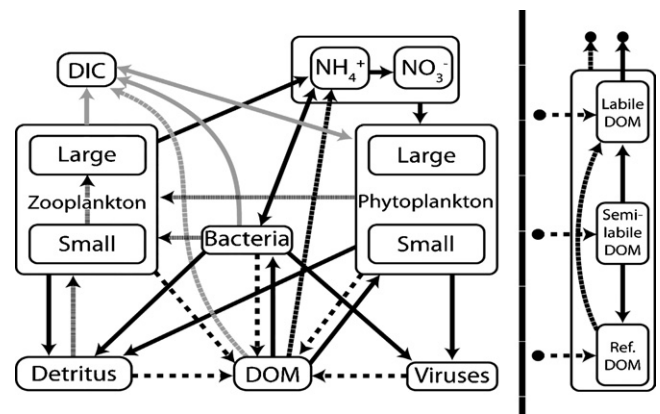 DIC
NH₄⁺
NO₃⁻
Large
Zooplankton
Small
Large
Phytoplankton
Small
Bacteria
Detritus
DOM
Viruses
Labile
DOM
Semi-
labile
DOM
Ref.
DOM